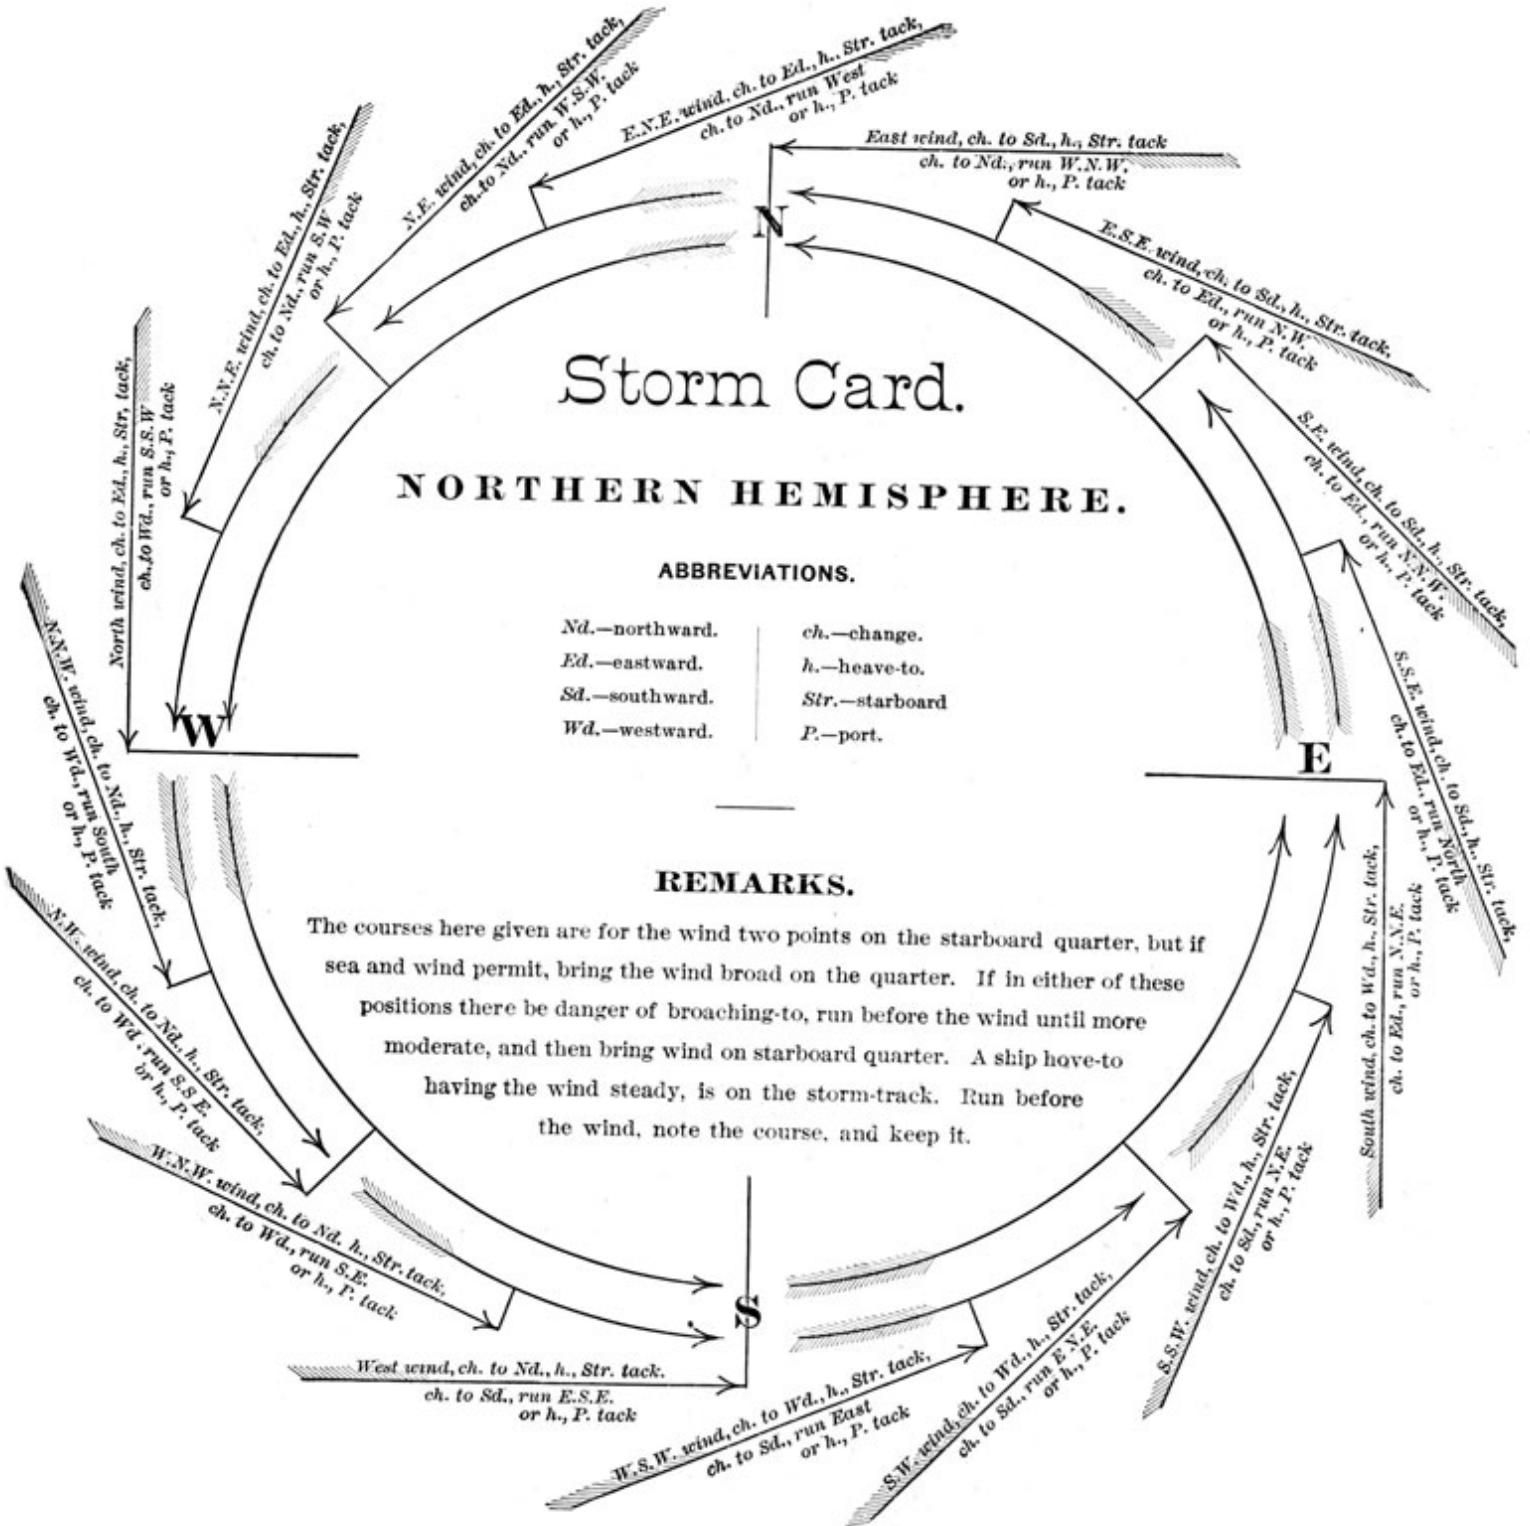 N.E. wind, ch. to Ed., h., Str. tack,
ch. to Nd., run W.S.W.
or h., P. tack
E.N.E. wind, ch. to Ed., h., Str. tack,
ch. to Nd., run West
or h., P. tack
East wind, ch. to Sd., h., Str. tack
ch. to Nd., run W.N.W.
or h., P. tack
E.S.E. wind, ch. to Sd., h., Str. tack,
ch. to Ed., run N.W.
or h., P. tack
S.E. wind, ch. to Sd., h., Str. tack,
ch. to Ed., run N.N.W.
or h., P. tack
S.S.E. wind, ch. to Sd., h., Str. tack,
ch. to Ed., run North
or h., P. tack
South wind, ch. to Wd., h., Str. tack,
ch. to Ed., run N.N.E.
or h., P. tack
S.S.W. wind, ch. to Wd., h., Str. tack,
ch. to Sd., run N.E.
or h., P. tack
S.W. wind, ch. to Wd., h., Str. tack,
ch. to Sd., run E N.E.
or h., P. tack
W.S.W. wind, ch. to Wd., h., Str. tack,
ch. to Sd., run East
or h., P. tack
West wind, ch. to Nd., h., Str. tack.
ch. to Sd., run E.S.E.
or h., P. tack
W.N.W. wind, ch. to Nd. h., Str. tack,
ch. to Wd., run S.E.
or h., P. tack
N.W. wind, ch. to Nd., h., Str. tack,
ch. to Wd., run S.S E.
or h., P. tack
N.N.W. wind, ch. to Nd., h., Str. tack,
ch. to Wd., run South
or h., P. tack
North wind, ch. to Ed., h., Str, tack,
ch. to Wd., run S.S.W
or h., P. tack
N.N.E. wind, ch. to Ed., h., Str. tack,
ch. to Nd., run S.W
or h., P. tack
N
W
E
S
Storm Card.
NORTHERN HEMISPHERE.
ABBREVIATIONS.
Nd.—northward.
Ed.—eastward.
Sd.—southward.
Wd.—westward.
ch.—change.
h.—heave-to.
Str.—starboard
P.—port.
REMARKS.
The courses here given are for the wind two points on the starboard quarter, but if
sea and wind permit, bring the wind broad on the quarter. If in either of these
positions there be danger of broaching-to, run before the wind until more
moderate, and then bring wind on starboard quarter. A ship hove-to
having the wind steady, is on the storm-track. Run before
the wind, note the course, and keep it.